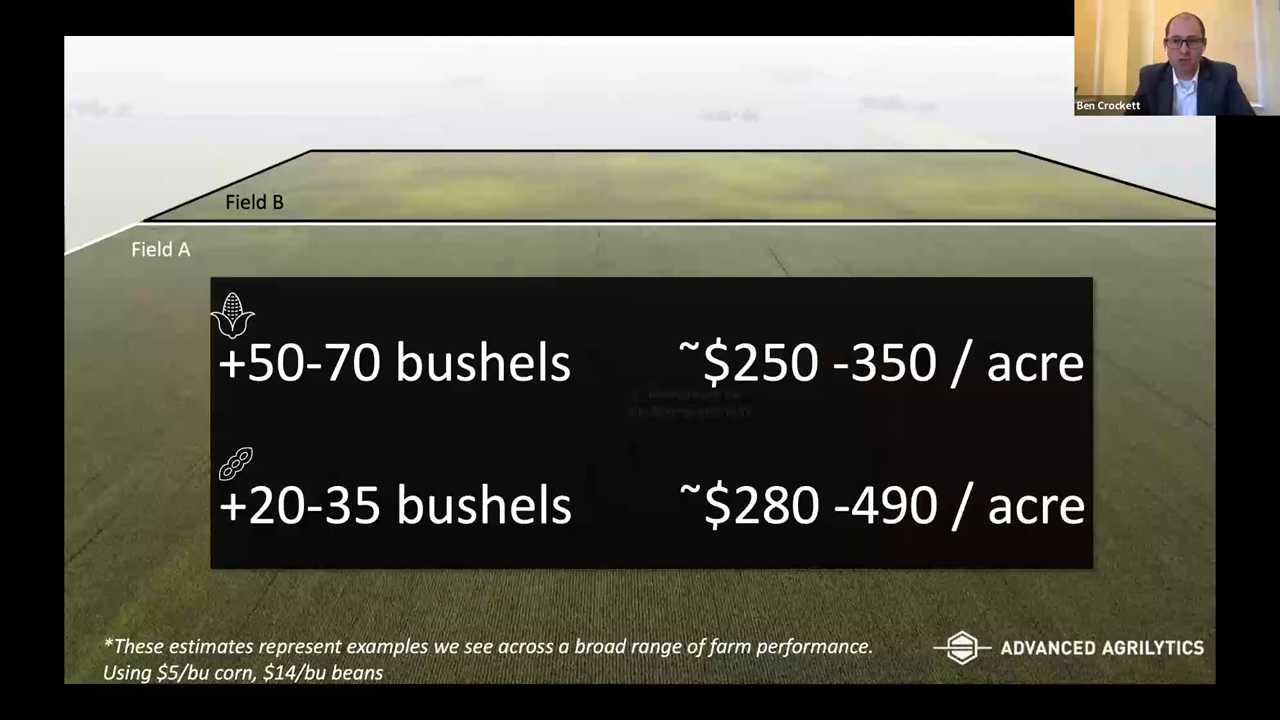 Ben Crockett
Field B
Field A
+50-70 bushels ~$250 -350 / acre
+20-35 bushels ~$280 -490 / acre
*These estimates represent examples we see across a broad range of farm performance.
Using $5/bu corn, $14/bu beans
ADVANCED AGRILYTICS